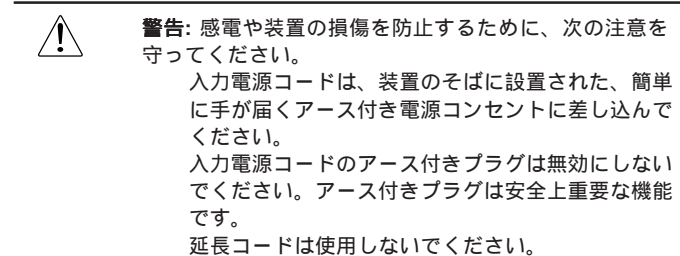 警告: 感電や装置の損傷を防止するために、次の注意を
守ってください。
入力電源コードは、装置のそばに設置された、簡単
に手が届くアース付き電源コンセントに差し込んで
ください。
入力電源コードのアース付きプラグは無効にしない
でください。アース付きプラグは安全上重要な機能
です。
延長コードは使用しないでください。